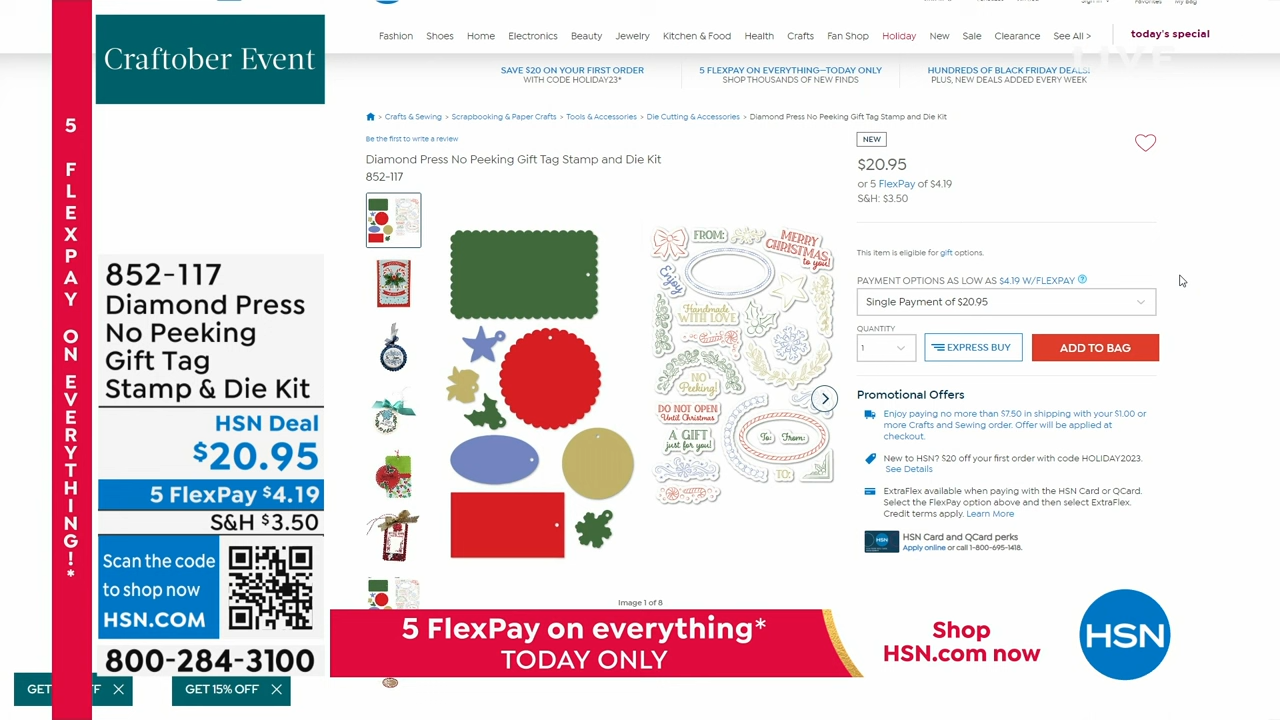 Craftober Event
5 FLEXPAY ON EVERYTHING!*
852-117
Diamond Press
No Peeking
Gift Tag
Stamp & Die Kit
HSN Deal
$20.95
5 FlexPay $4.19
S&H $3.50
Scan the code
to shop now
HSN.COM
800-284-3100
GET
FF
GET 15% OFF
Fashion Shoes Home Electronics Beauty Jewelry Kitchen & Food Health Crafts Fan Shop Holiday New Sale Clearance See All > today's special
LIVE
SAVE $20 ON YOUR FIRST ORDER
WITH CODE HOLIDAY23*
5 FLEXPAY ON EVERYTHING—TODAY ONLY
SHOP THOUSANDS OF NEW FINDS
HUNDREDS OF BLACK FRIDAY DEALS!
PLUS, NEW DEALS ADDED EVERY WEEK
> Crafts & Sewing > Scrapbooking & Paper Crafts > Tools & Accessories > Die Cutting & Accessories > Diamond Press No Peeking Gift Tag Stamp and Die Kit
Be the first to write a review
Diamond Press No Peeking Gift Tag Stamp and Die Kit
852-117
FROM:
MERRY
CHRISTMAS
to you!
Enjoy
Handmade
WITH LOVE
NO
Peeking!
DO NOT OPEN
Until Christmas
A GIFT
just for you!
To: From:
TO:
Image 1 of 8
NEW
$20.95
or 5 FlexPay of $4.19
S&H: $3.50
This item is eligible for gift options.
PAYMENT OPTIONS AS LOW AS $4.19 W/FLEXPAY
Single Payment of $20.95
QUANTITY
1
EXPRESS BUY
ADD TO BAG
Promotional Offers
Enjoy paying no more than $7.50 in shipping with your $1.00 or
more Crafts and Sewing order. Offer will be applied at
checkout.
New to HSN? $20 off your first order with code HOLIDAY2023.
See Details
ExtraFlex available when paying with the HSN Card or QCard.
Select the FlexPay option above and then select ExtraFlex.
Credit terms apply. Learn More
HSN
HSN Card and QCard perks
Apply online or call 1-800-695-1418.
5 FlexPay on everything*
TODAY ONLY
Shop
HSN.com now
HSN